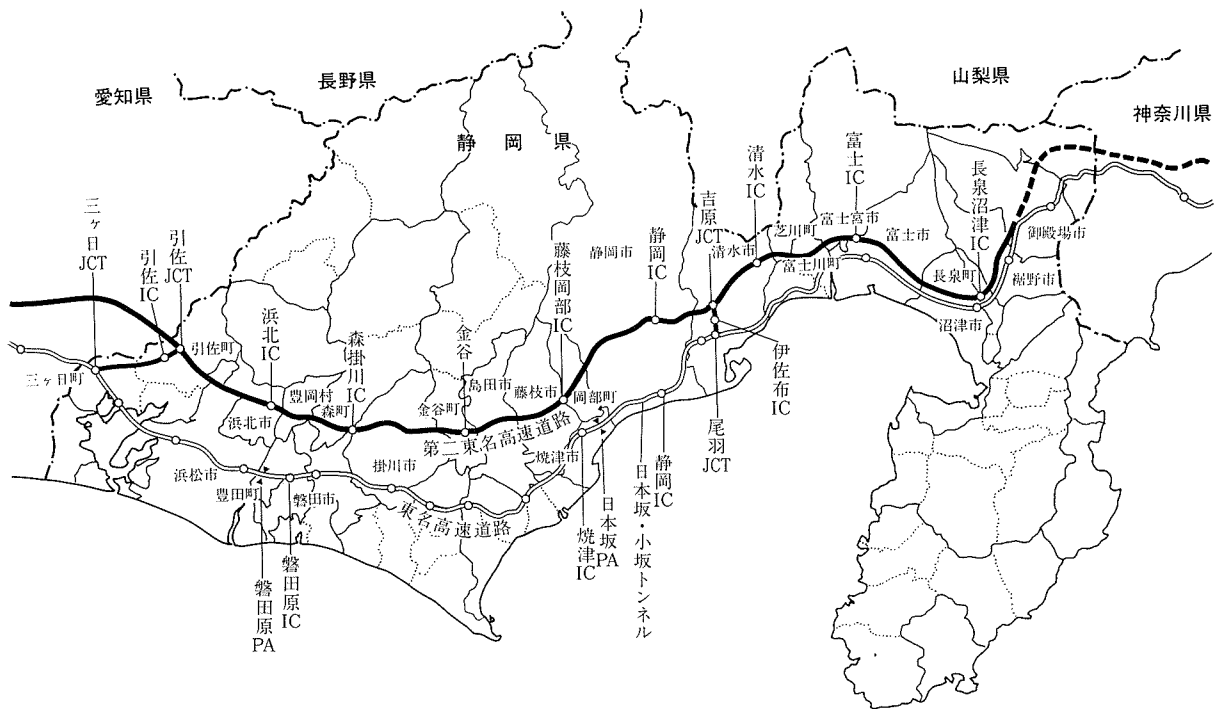 愛知県
長野県
静岡県
山梨県
神奈川県
三ヶ日JCT
引佐IC
引佐JCT
浜北IC
森掛川IC
金谷
藤枝岡部IC
静岡市
静岡IC
吉原JCT
清水IC
清水市
芝川町
富士IC
富士宮市
富士川町
富士市
長泉沼津IC
長泉町
沼津市
裾野市
御殿場市
三ヶ日町
引佐町
浜北市
豊岡村
森町
金谷町
島田市
藤枝市
岡部町
第二東名高速道路
浜松市
豊田町
磐田市
掛川市
東名高速道路
焼津市
磐田原PA
磐田原IC
焼津IC
日本坂PA
日本坂・小坂トンネル
静岡IC
尾羽JCT
伊佐布IC